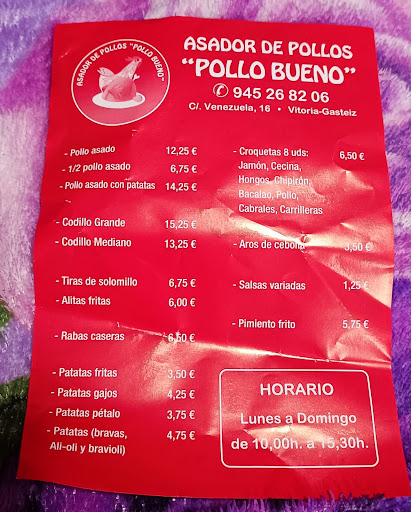 ASADOR DE POLLOS "POLLO BUENO"
ASADOR DE POLLOS
"POLLO BUENO"
945 26 82 06
C/. Venezuela, 16 • Vitoria-Gasteiz
- Pollo asado 12,25 €
- 1/2 pollo asado 6,75 €
- Pollo asado con patatas 14,25 €
- Codillo Grande 15,25 €
- Codillo Mediano 13,25 €
- Tiras de solomillo 6,75 €
- Alitas fritas 6,00 €
- Rabas caseras 6,50 €
- Patatas fritas 3,50 €
- Patatas gajos 4,25 €
- Patatas pétalo 3,75 €
- Patatas (bravas, 4,75 €
Ali-oli y bravioli)
- Croquetas 8 uds: 6,50 €
Jamón, Cecina,
Hongos, Chipirón,
Bacalao, Pollo,
Cabrales, Carrilleras
- Aros de cebolla 3,50 €
- Salsas variadas 1,25 €
- Pimiento frito 5,75 €
HORARIO
Lunes a Domingo
de 10,00h. a 15,30h.